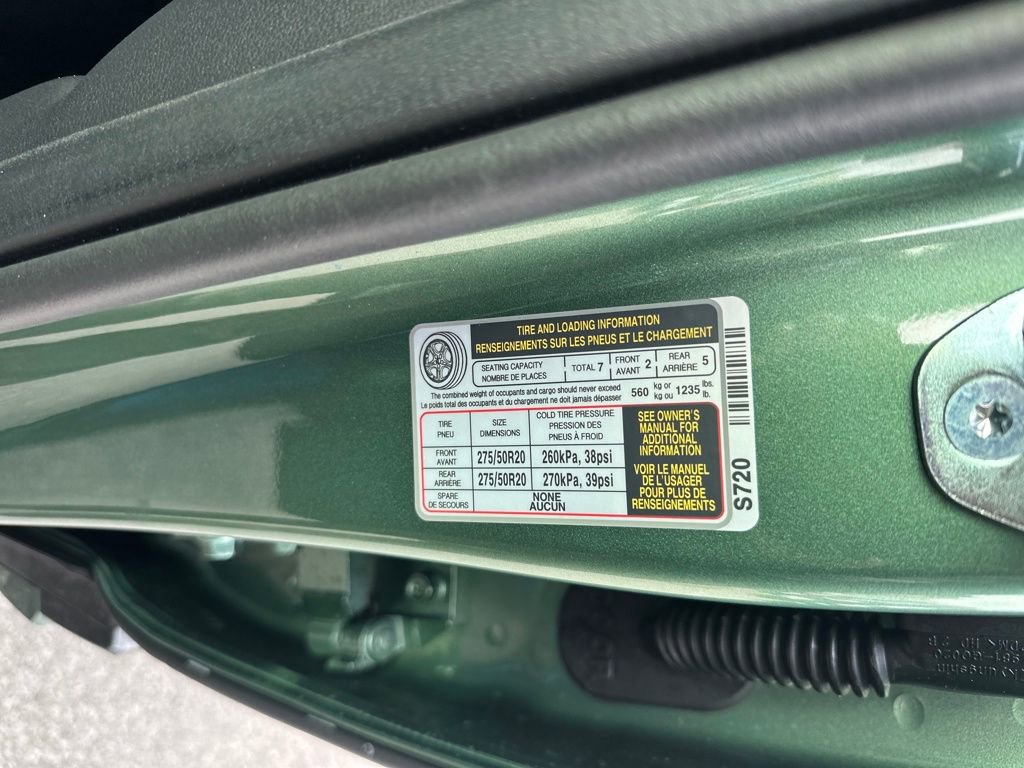 TIRE AND LOADING INFORMATION
RENSEIGNEMENTS SUR LES PNEUS ET LE CHARGEMENT
SEATING CAPACITY
NOMBRE DE PLACES
TOTAL 7
FRONT
AVANT
2
REAR
ARRIÈRE
5
The combined weight of occupants and cargo should never exceed
Le poids total des occupants et du chargement ne doit jamais dépasser
560 kg or
kg ou
1235 lbs.
lb.
TIRE
PNEU
SIZE
DIMENSIONS
COLD TIRE PRESSURE
PRESSION DES
PNEUS À FROID
FRONT
AVANT
275/50R20
260kPa, 38psi
REAR
ARRIÈRE
275/50R20
270kPa, 39psi
SPARE
DE SECOURS
NONE
AUCUN
SEE OWNER'S
MANUAL FOR
ADDITIONAL
INFORMATION
VOIR LE MANUEL
DE L'USAGER
POUR PLUS DE
RENSEIGNEMENTS
S720